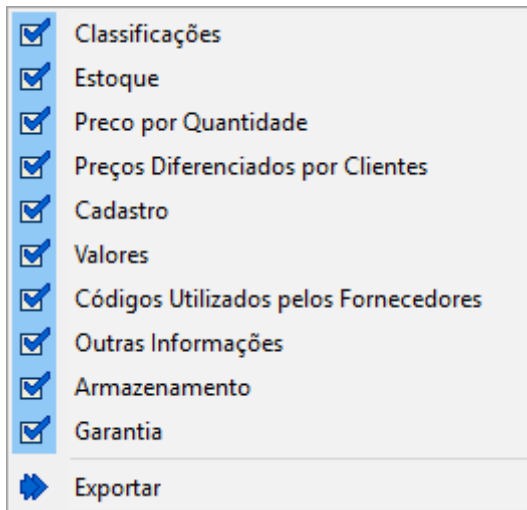 Classificações
Estoque
Preco por Quantidade
Preços Diferenciados por Clientes
Cadastro
Valores
Códigos Utilizados pelos Fornecedores
Outras Informações
Armazenamento
Garantia
Exportar